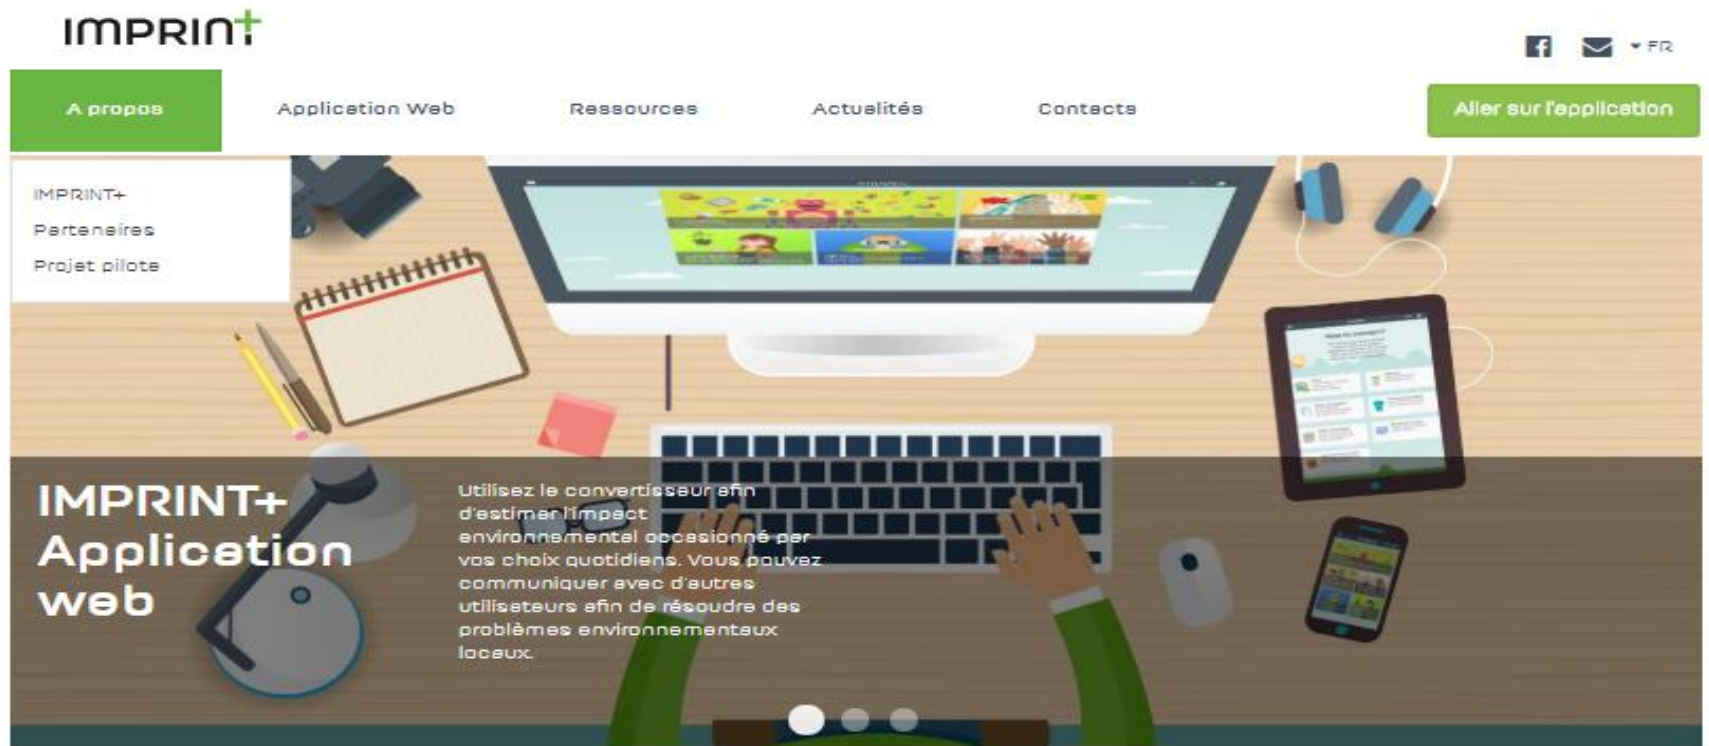 IMPRINT+
FR
A propos
Application Web
Ressources
Actualités
Contacts
Aller sur l'application
IMPRINT+
Partenaires
Projet pilote
IMPRINT+
Application
web
Utilisez le convertisseur afin
d'estimer l'impact
environnemental occasionné par
vos choix quotidiens. Vous pouvez
communiquer avec d'autres
utilisateurs afin de résoudre des
problèmes environnementaux
locaux.